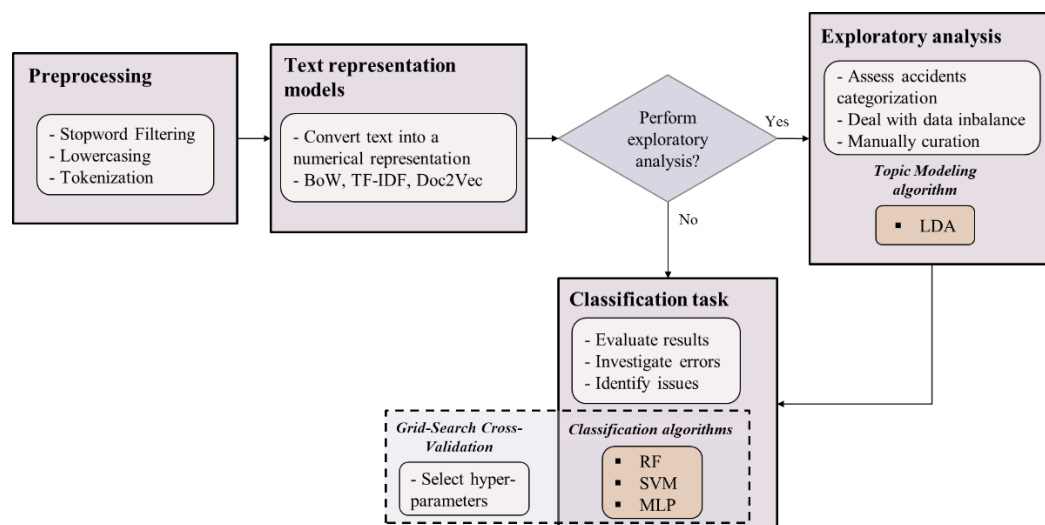 Preprocessing
- Stopword Filtering
- Lowercasing
- Tokenization
Text representation
models
- Convert text into a
numerical representation
- BoW, TF-IDF, Doc2Vec
Perform
exploratory
analysis?
Yes
No
Exploratory analysis
- Assess accidents
categorization
- Deal with data inbalance
- Manually curation
Topic Modeling
algorithm
▪ LDA
Classification task
- Evaluate results
- Investigate errors
- Identify issues
Grid-Search Cross-
Validation
- Select hyper-
parameters
Classification algorithms
▪ RF
▪ SVM
▪ MLP